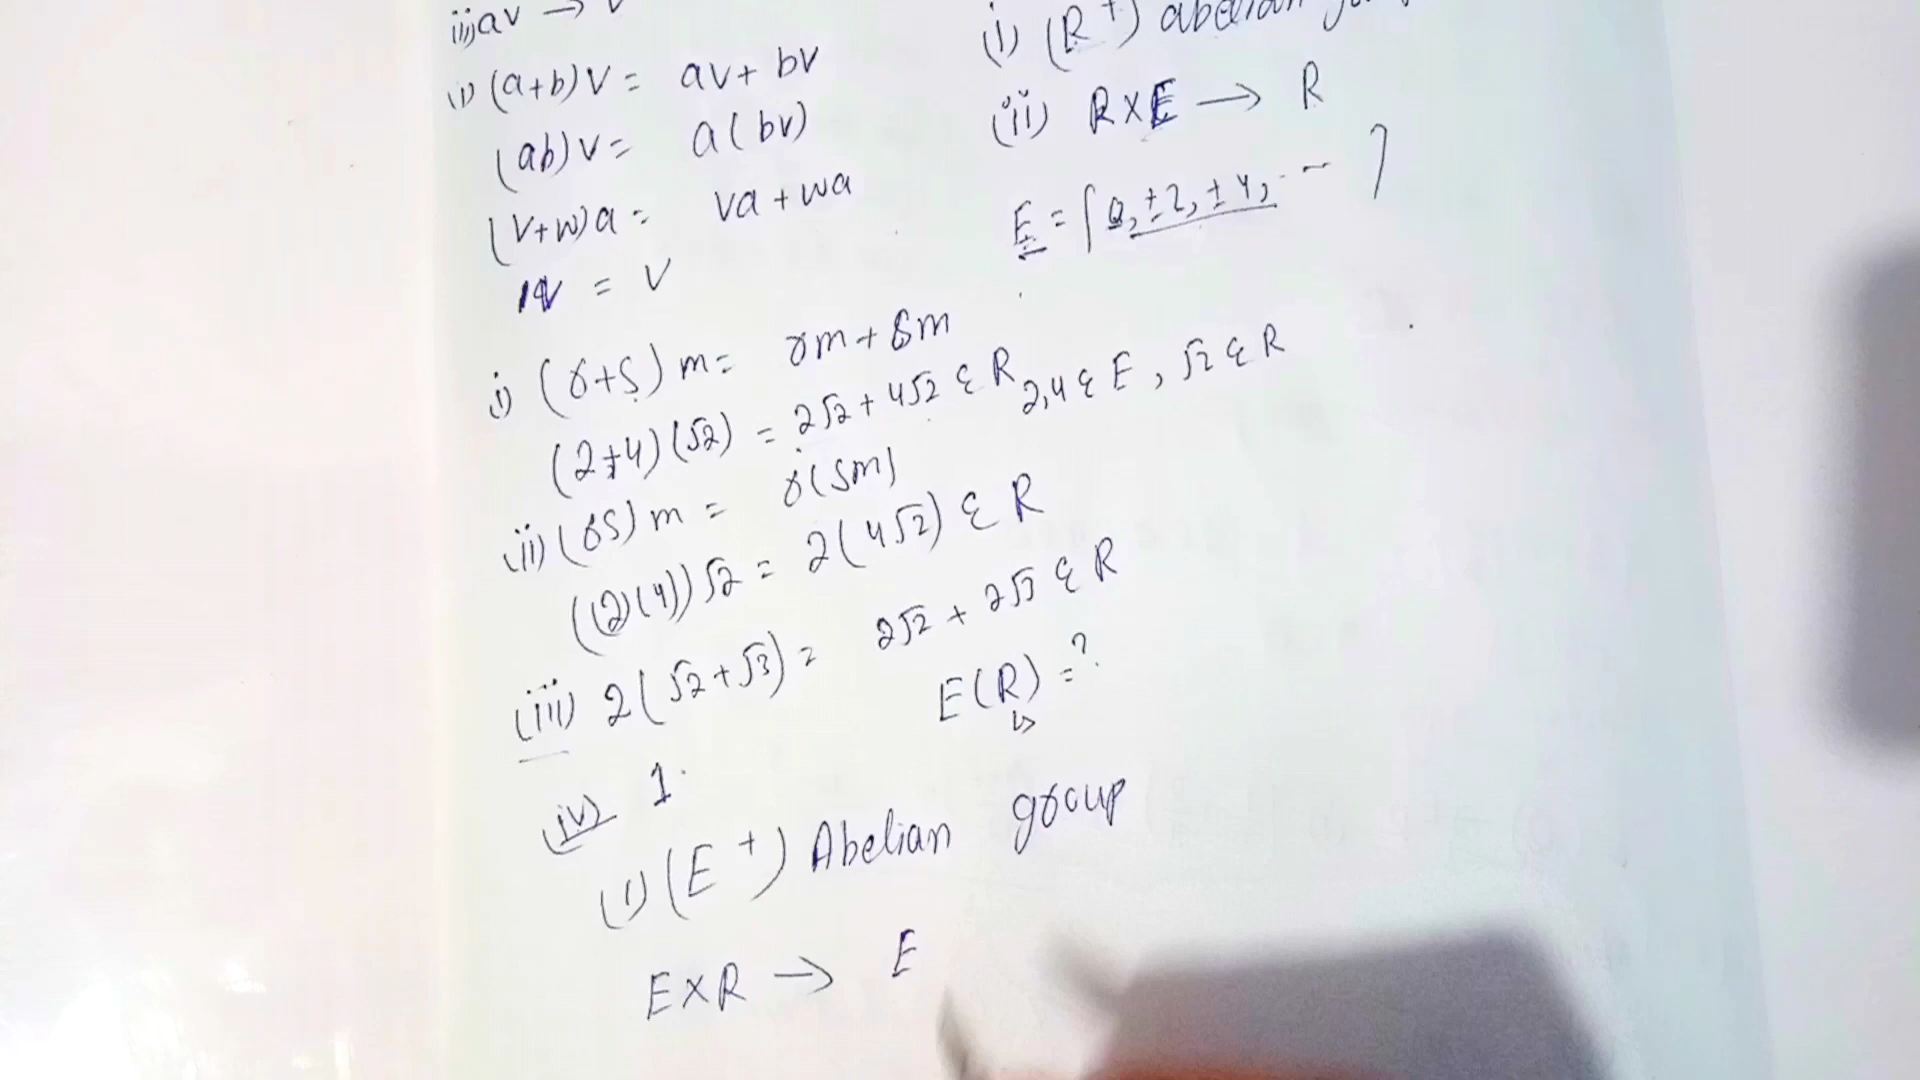 iii) av → v
(i) (R +) abelian
(i) (a+b)v = av + bv
(ii) R×E → R
(ab)v = a(bv)
E = { 0, ±2, ±4, -- }
(v+w)a = va + wa
1v = v
i) (r+s) m = rm + sm
(2+4)(√2) = 2√2 + 4√2 ε R 2,4 ε E, √2 ε R
(ii) (rs) m = r(sm)
((2)(4))√2 = 2(4√2) ε R
(iii) 2(√2+√3) = 2√2 + 2√3 ε R
E(R) = ?
(iv) 1.
(i) (E +) Abelian group
E×R → E